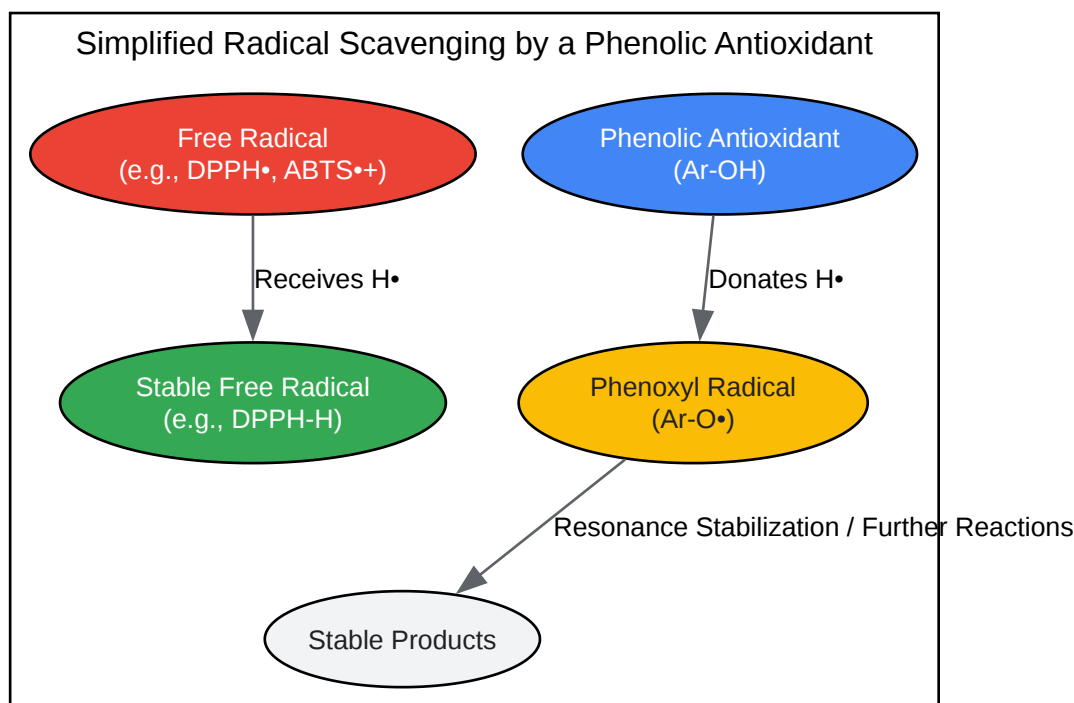 Simplified Radical Scavenging by a Phenolic Antioxidant
Free Radical
(e.g., DPPH•, ABTS•+)
Phenolic Antioxidant
(Ar-OH)
Receives H•
Donates H•
Stable Free Radical
(e.g., DPPH-H)
Phenoxyl Radical
(Ar-O•)
Resonance Stabilization / Further Reactions
Stable Products